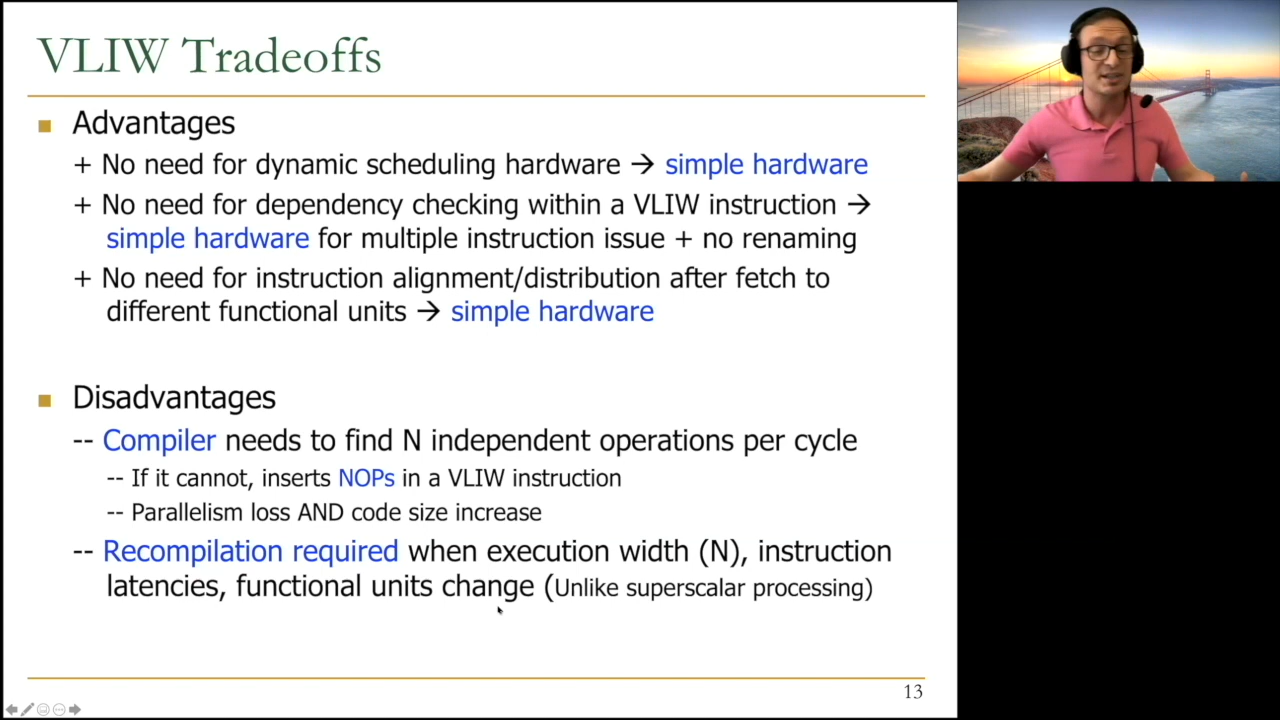 VLIW Tradeoffs
■ Advantages
+ No need for dynamic scheduling hardware → simple hardware
+ No need for dependency checking within a VLIW instruction →
simple hardware for multiple instruction issue + no renaming
+ No need for instruction alignment/distribution after fetch to
different functional units → simple hardware
■ Disadvantages
-- Compiler needs to find N independent operations per cycle
-- If it cannot, inserts NOPs in a VLIW instruction
-- Parallelism loss AND code size increase
-- Recompilation required when execution width (N), instruction
latencies, functional units change (Unlike superscalar processing)
13